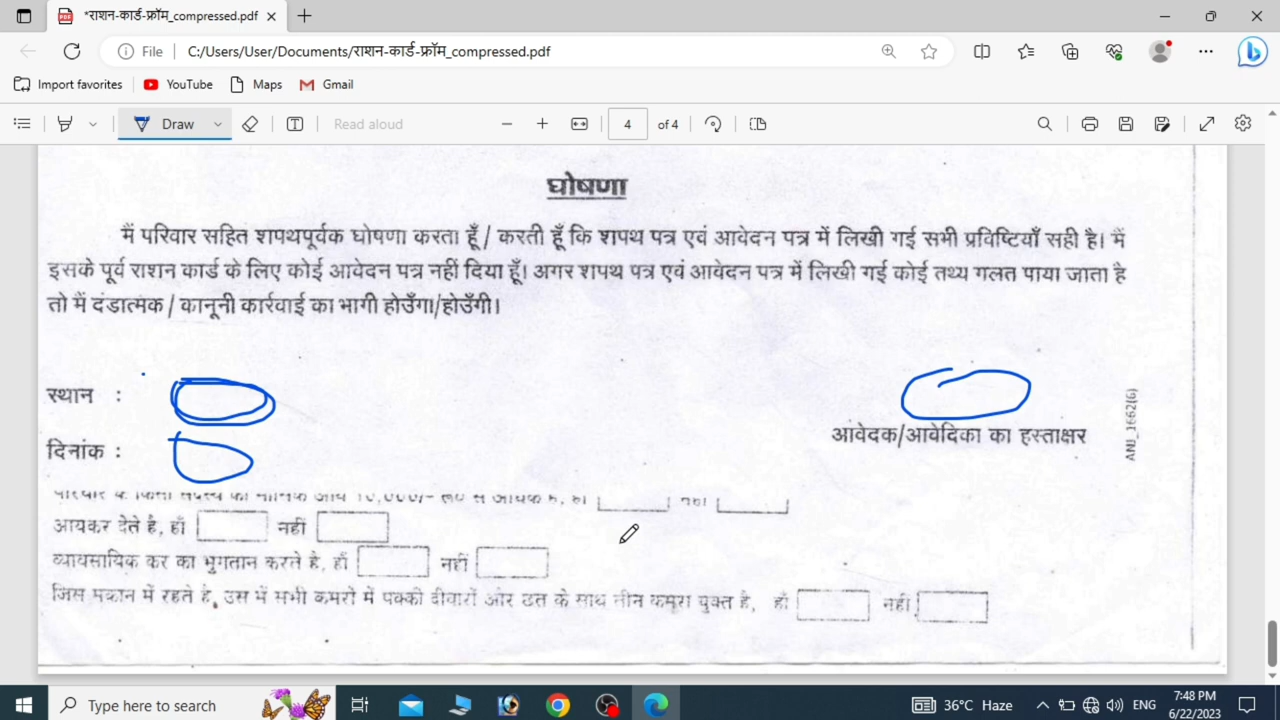 *राशन-कार्ड-फ्रॉम_compressed.pdf
File C:/Users/User/Documents/राशन-कार्ड-फ्रॉम_compressed.pdf
Import favorites YouTube Maps Gmail
Draw Read aloud 4 of 4
घोषणा
मैं परिवार सहित शपथपूर्वक घोषणा करता हूँ / करती हूँ कि शपथ पत्र एवं आवेदन पत्र में लिखी गई सभी प्रविष्टियाँ सही है। मैं
इसके पूर्व राशन कार्ड के लिए कोई आवेदन पत्र नहीं दिया हूँ। अगर शपथ पत्र एवं आवेदन पत्र में लिखी गई कोई तथ्य गलत पाया जाता है
तो मैं दंडात्मक / कानूनी कार्रवाई का भागी होउँगा/होउँगी।
स्थान :
दिनांक :
आवेदक/आवेदिका का हस्ताक्षर
ANJ_1662(6)
आयकर देते है, हाँ नहीं
व्यावसायिक कर का भुगतान करते है, हाँ नहीं
जिस मकान में रहते है, उस में सभी कमरों में पक्की दीवारों और छत के साथ तीन कमरा युक्त है, हाँ नहीं
Type here to search
36°C Haze ENG 7:48 PM
6/22/2023